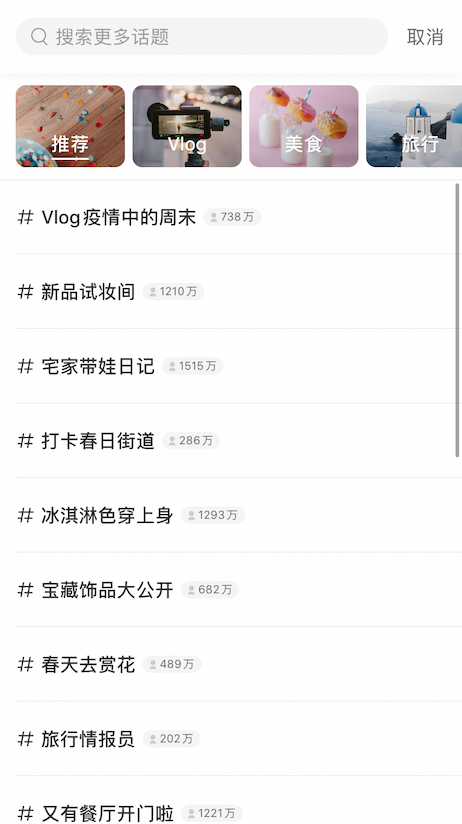 搜索更多话题 取消
推荐 Vlog 美食 旅行
# Vlog疫情中的周末 738万
# 新品试妆间 1210万
# 宅家带娃日记 1515万
# 打卡春日街道 286万
# 冰淇淋色穿上身 1293万
# 宝藏饰品大公开 682万
# 春天去赏花 489万
# 旅行情报员 202万
# 又有餐厅开门啦 1221万